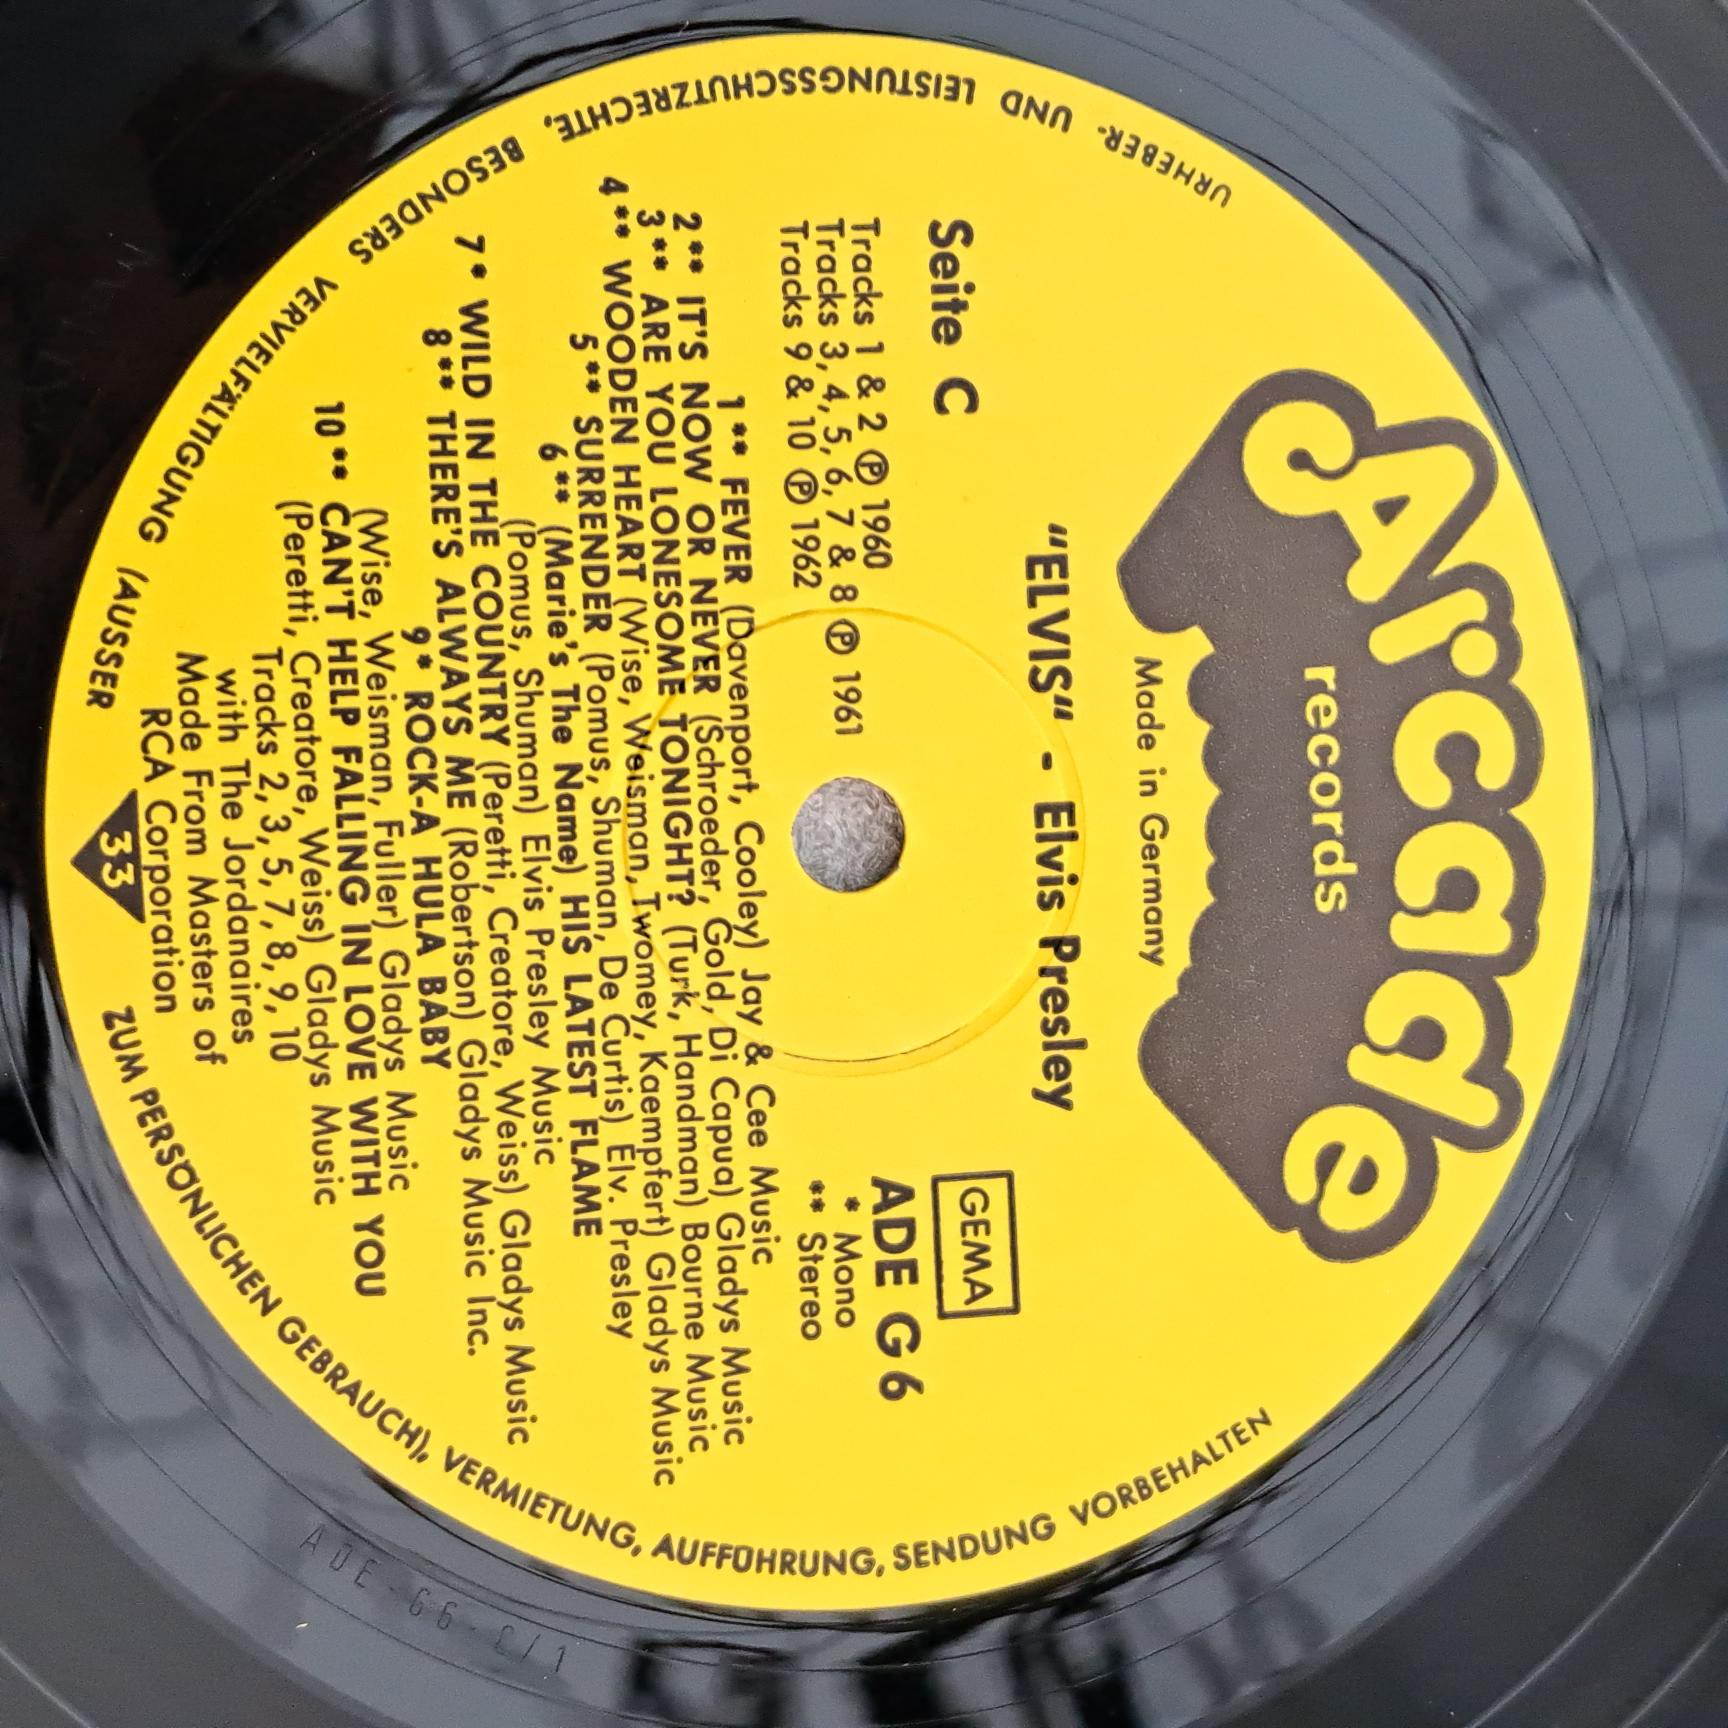 Arcade
records
Made in Germany
"ELVIS" - Elvis Presley
Seite C
GEMA
ADE G 6
* Mono
** Stereo
Tracks 1 & 2 Ⓟ 1960
Tracks 3, 4, 5, 6, 7 & 8 Ⓟ 1961
Tracks 9 & 10 Ⓟ 1962
1 ** FEVER (Davenport, Cooley) Jay & Cee Music
2 ** IT'S NOW OR NEVER (Schroeder, Gold, Di Capua) Gladys Music
3 ** ARE YOU LONESOME TONIGHT? (Turk, Handman) Bourne Music
4 ** WOODEN HEART (Wise, Weisman, Twomey, Kaempfert) Gladys Music
5 ** SURRENDER (Pomus, Shuman, De Curtis) Elv. Presley
6 ** (Marie's The Name) HIS LATEST FLAME
(Pomus, Shuman) Elvis Presley Music
7 * WILD IN THE COUNTRY (Peretti, Creatore, Weiss) Gladys Music
8 ** THERE'S ALWAYS ME (Robertson) Gladys Music Inc.
9 * ROCK-A HULA BABY
(Wise, Weisman, Fuller) Gladys Music
10 ** CAN'T HELP FALLING IN LOVE WITH YOU
(Peretti, Creatore, Weiss) Gladys Music
Tracks 2, 3, 5, 7, 8, 9, 10
with The Jordanaires
Made From Masters of
RCA Corporation
33
URHEBER- UND LEISTUNGSSCHUTZRECHTE, BESONDERS VERVIELFÄLTIGUNG (AUSSER ZUM PERSÖNLICHEN GEBRAUCH), VERMIETUNG, AUFFÜHRUNG, SENDUNG VORBEHALTEN
ADE-G6-C/1